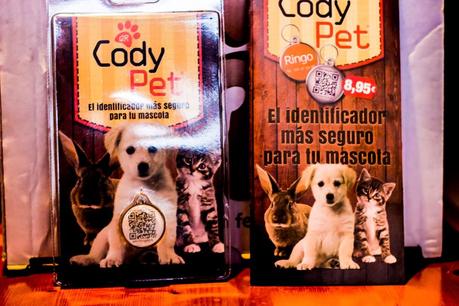 QR
Cody
Pet
El identificador más seguro
para tu mascota
Cody
Pet
Ringo
8,95€
El identificador
más seguro
para tu mascota